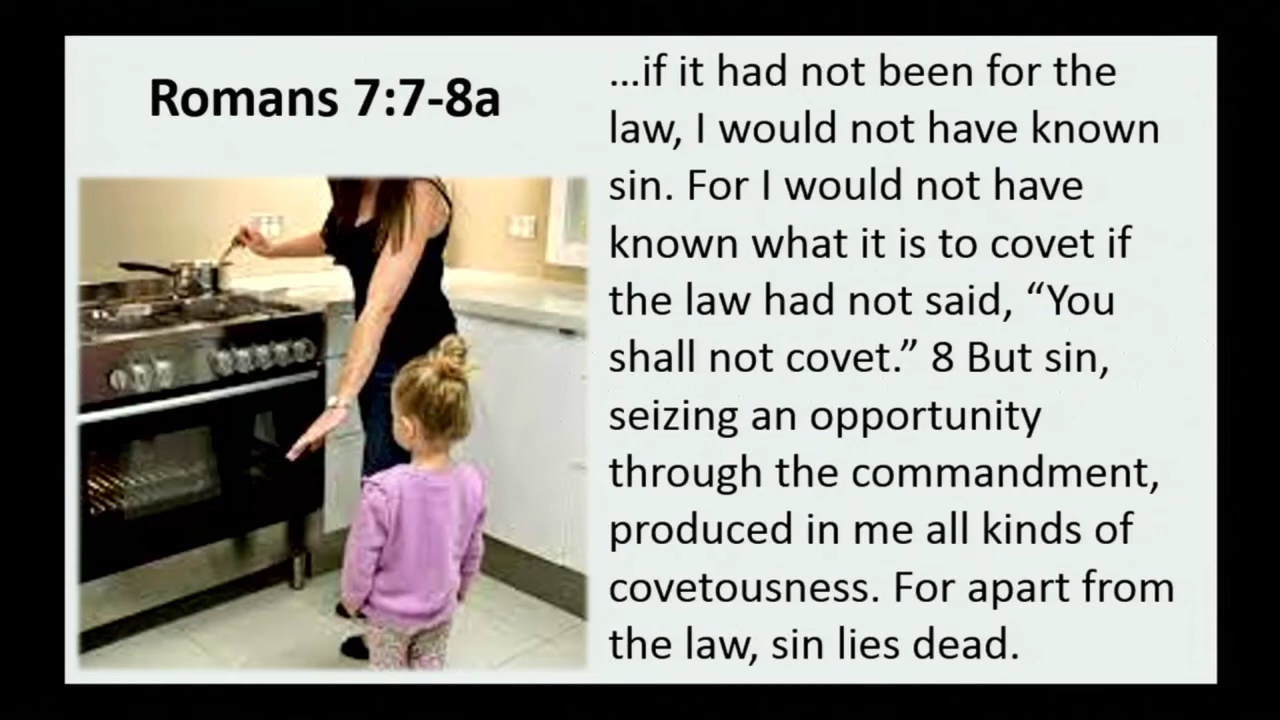 Romans 7:7-8a
...if it had not been for the
law, I would not have known
sin. For I would not have
known what it is to covet if
the law had not said, “You
shall not covet.” 8 But sin,
seizing an opportunity
through the commandment,
produced in me all kinds of
covetousness. For apart from
the law, sin lies dead.